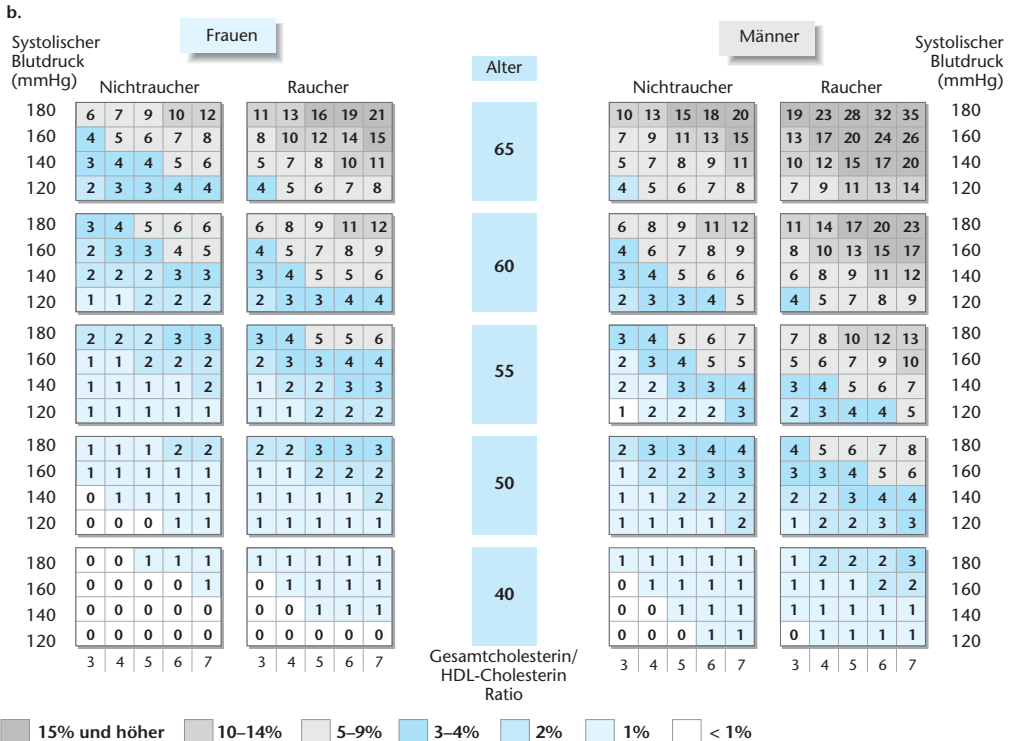 b.
Frauen Männer
Systolischer Blutdruck (mmHg) Alter Systolischer Blutdruck (mmHg)
Nichtraucher Raucher Nichtraucher Raucher
180 6 7 9 10 12 11 13 16 19 21 10 13 15 18 20 19 23 28 32 35 180
160 4 5 6 7 8 8 10 12 14 15 7 9 11 13 15 13 17 20 24 26 160
65
140 3 4 4 5 6 5 7 8 10 11 5 7 8 9 11 10 12 15 17 20 140
120 2 3 3 4 4 4 5 6 7 8 4 5 6 7 8 7 9 11 13 14 120
180 3 4 5 6 6 6 8 9 11 12 6 8 9 11 12 11 14 17 20 23 180
160 2 3 3 4 5 4 5 7 8 9 4 6 7 8 9 8 10 13 15 17 160
60
140 2 2 2 3 3 3 4 5 5 6 3 4 5 6 6 6 8 9 11 12 140
120 1 1 2 2 2 2 3 3 4 4 2 3 3 4 5 4 5 7 8 9 120
180 2 2 2 3 3 3 4 5 5 6 3 4 5 6 7 7 8 10 12 13 180
160 1 1 2 2 2 2 3 3 4 4 2 3 4 5 5 5 6 7 9 10 160
55
140 1 1 1 1 2 1 2 2 3 3 2 2 3 3 4 3 4 5 6 7 140
120 1 1 1 1 1 1 1 2 2 2 1 2 2 2 3 2 3 4 4 5 120
180 1 1 1 2 2 2 2 3 3 3 2 3 3 4 4 4 5 6 7 8 180
160 1 1 1 1 1 1 1 2 2 2 1 2 2 3 3 3 3 4 5 6 160
50
140 0 1 1 1 1 1 1 1 1 2 1 1 2 2 2 2 2 3 4 4 140
120 0 0 0 1 1 1 1 1 1 1 1 1 1 1 2 1 2 2 3 3 120
180 0 0 1 1 1 1 1 1 1 1 1 1 1 1 1 1 2 2 2 3 180
160 0 0 0 0 1 0 1 1 1 1 0 1 1 1 1 1 1 1 2 2 160
40
140 0 0 0 0 0 0 0 1 1 1 0 0 1 1 1 1 1 1 1 1 140
120 0 0 0 0 0 0 0 0 0 0 0 0 0 1 1 0 1 1 1 1 120
3 4 5 6 7 3 4 5 6 7 3 4 5 6 7 3 4 5 6 7
Gesamtcholesterin/
HDL-Cholesterin
Ratio
15% und höher 10–14% 5–9% 3–4% 2% 1% < 1%